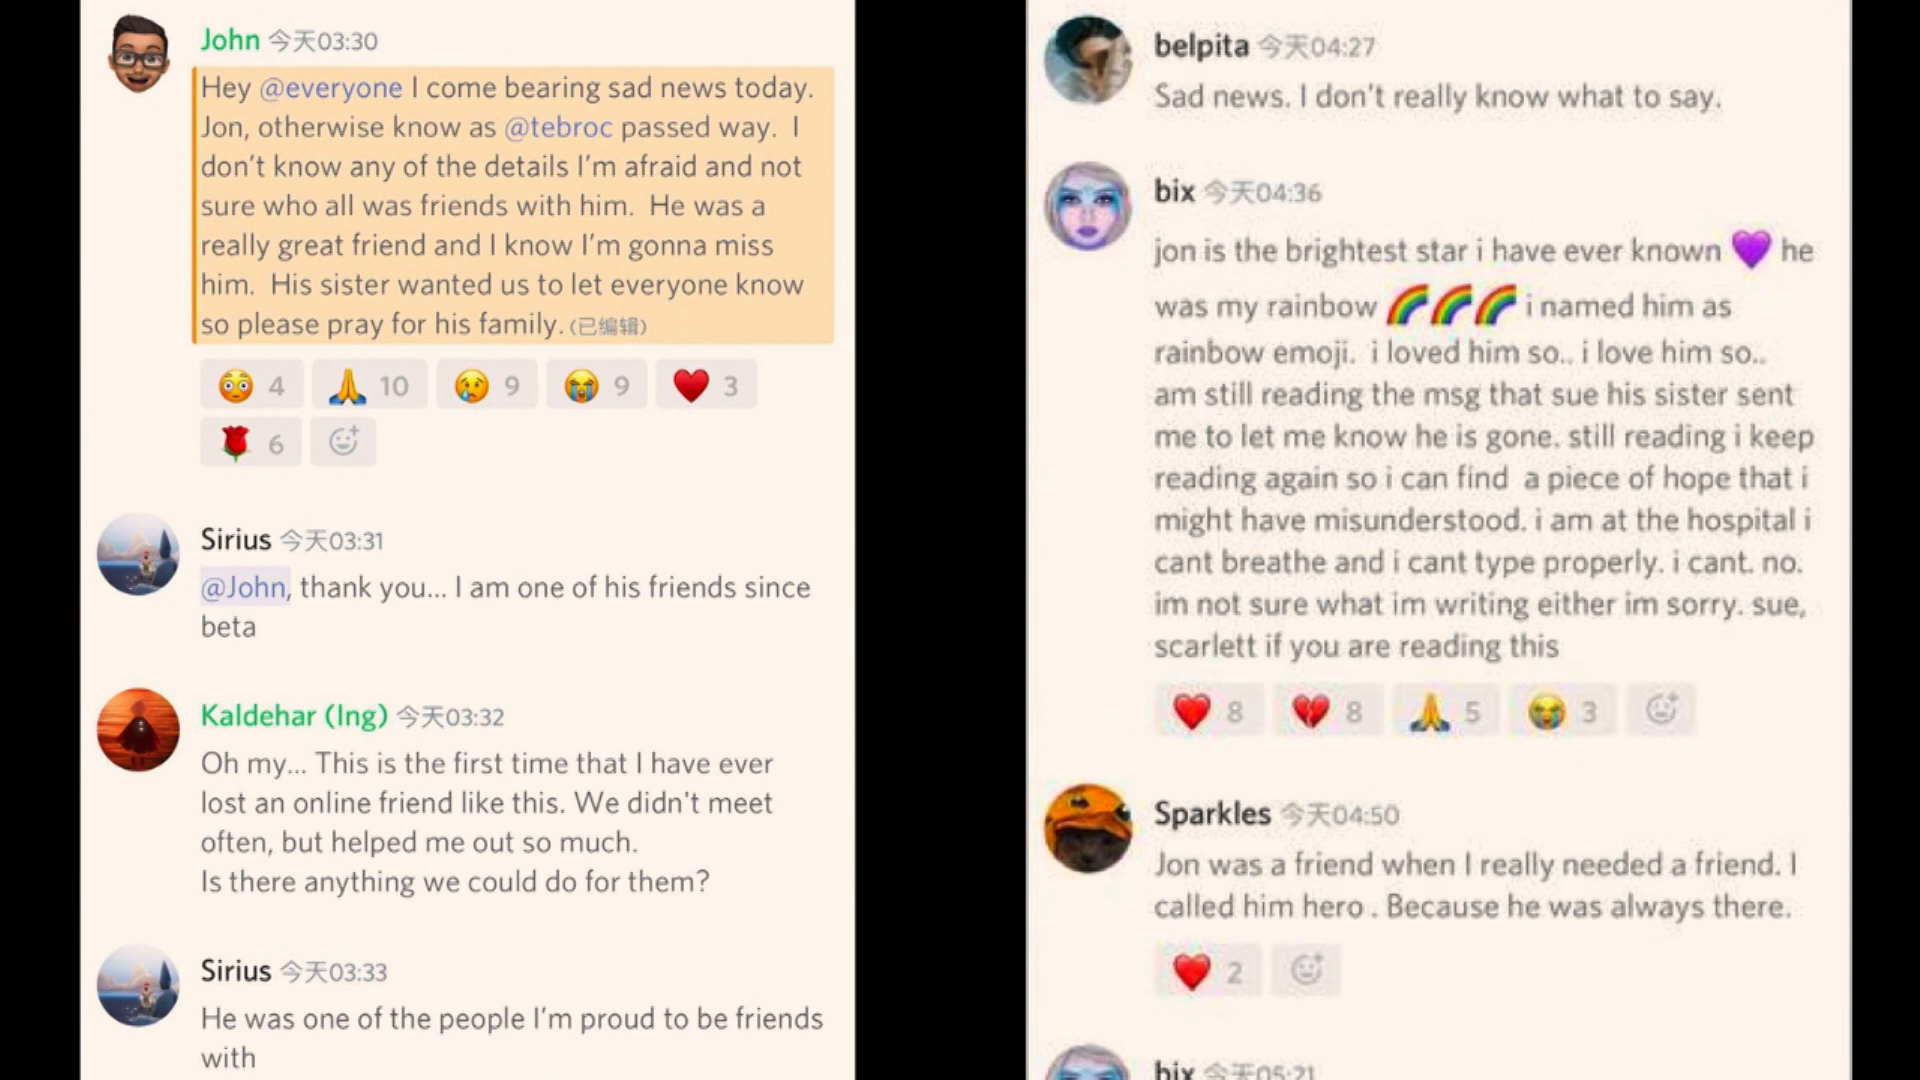 John 今天03:30
Hey @everyone I come bearing sad news today.
Jon, otherwise know as @tebroc passed way. I
don't know any of the details I'm afraid and not
sure who all was friends with him. He was a
really great friend and I know I'm gonna miss
him. His sister wanted us to let everyone know
so please pray for his family. (已编辑)
4 10 9 9 3
6
Sirius 今天03:31
@John, thank you... I am one of his friends since
beta
Kaldehar (Ing) 今天03:32
Oh my... This is the first time that I have ever
lost an online friend like this. We didn't meet
often, but helped me out so much.
Is there anything we could do for them?
Sirius 今天03:33
He was one of the people I'm proud to be friends
with
belpita 今天04:27
Sad news. I don't really know what to say.
bix 今天04:36
jon is the brightest star i have ever known 💜 he
was my rainbow 🌈🌈🌈 i named him as
rainbow emoji. i loved him so.. i love him so..
am still reading the msg that sue his sister sent
me to let me know he is gone. still reading i keep
reading again so i can find a piece of hope that i
might have misunderstood. i am at the hospital i
cant breathe and i cant type properly. i cant. no.
im not sure what im writing either im sorry. sue,
scarlett if you are reading this
8 8 5 3
Sparkles 今天04:50
Jon was a friend when I really needed a friend. I
called him hero . Because he was always there.
2
bix 今天05:21